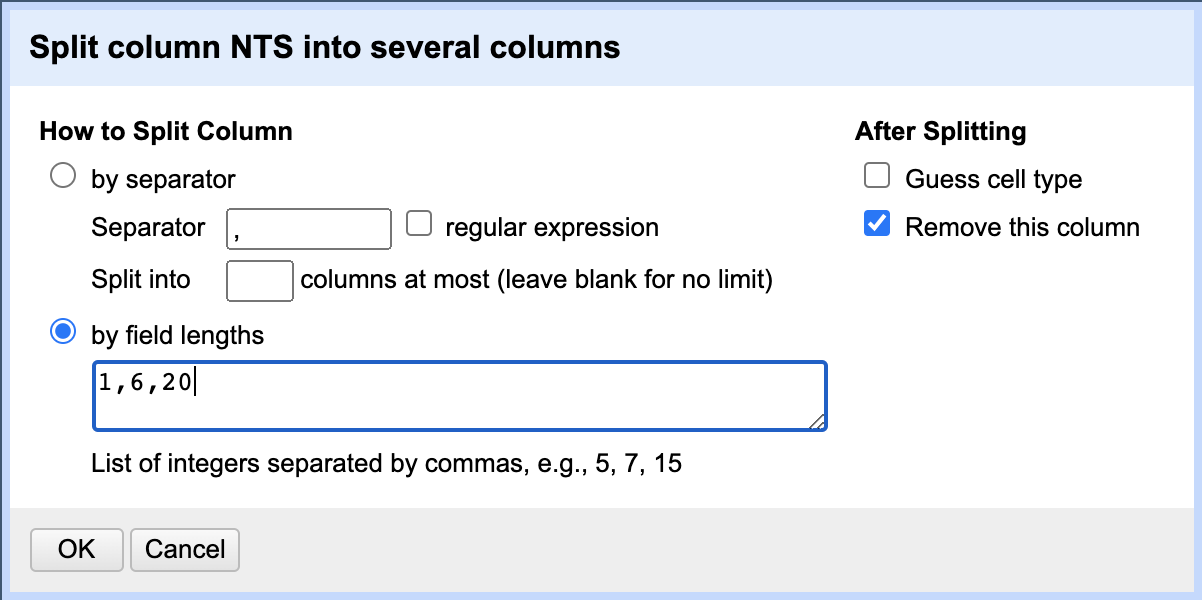 Split column NTS into several columns
How to Split Column
by separator
Separator , regular expression
Split into columns at most (leave blank for no limit)
by field lengths
1,6,20
List of integers separated by commas, e.g., 5, 7, 15
After Splitting
Guess cell type
Remove this column
OK Cancel